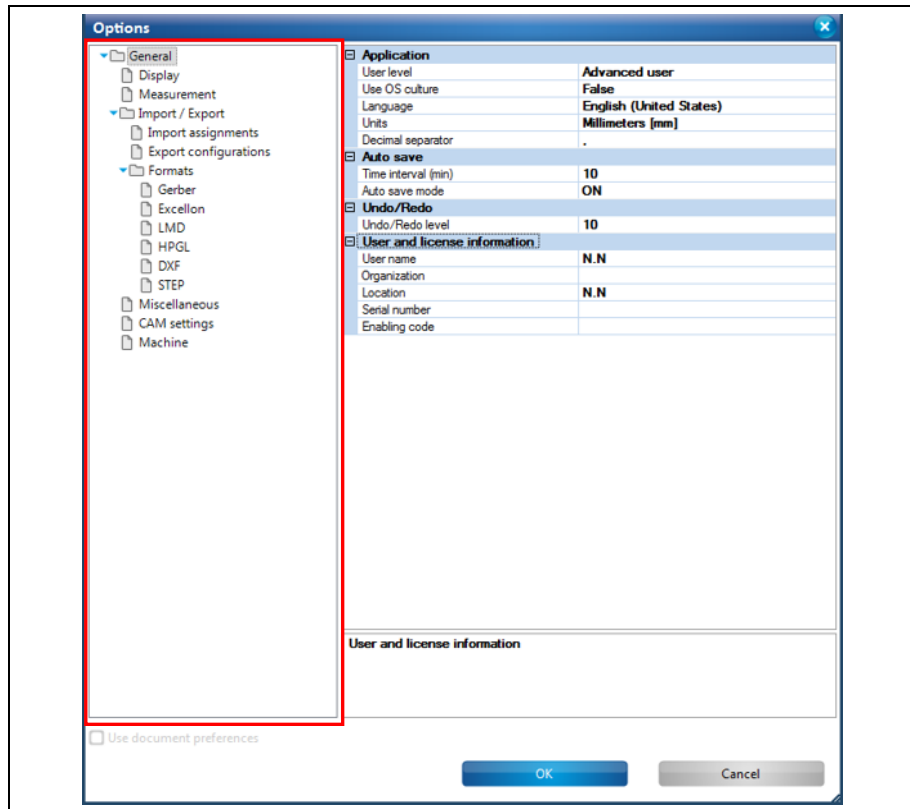 Options
General
Display
Measurement
Import / Export
Import assignments
Export configurations
Formats
Gerber
Excellon
LMD
HPGL
DXF
STEP
Miscellaneous
CAM settings
Machine
Application
User level Advanced user
Use OS culture False
Language English (United States)
Units Millimeters [mm]
Decimal separator .
Auto save
Time interval (min) 10
Auto save mode ON
Undo/Redo
Undo/Redo level 10
User and license information
User name N.N
Organization
Location N.N
Serial number
Enabling code
User and license information
Use document preferences
OK Cancel